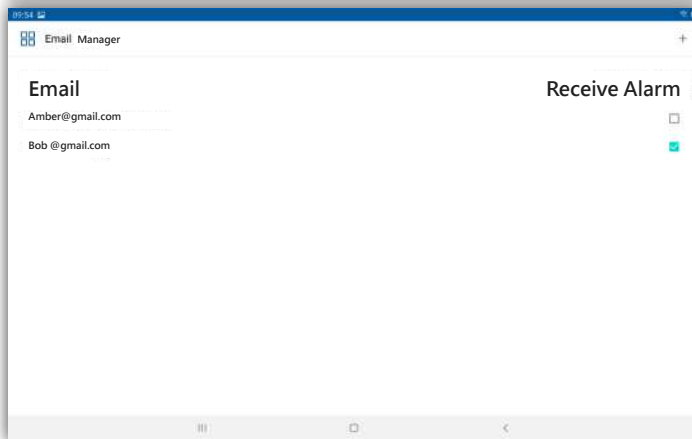 09:54
Email Manager
+
Email Receive Alarm
Amber@gmail.com
Bob @gmail.com